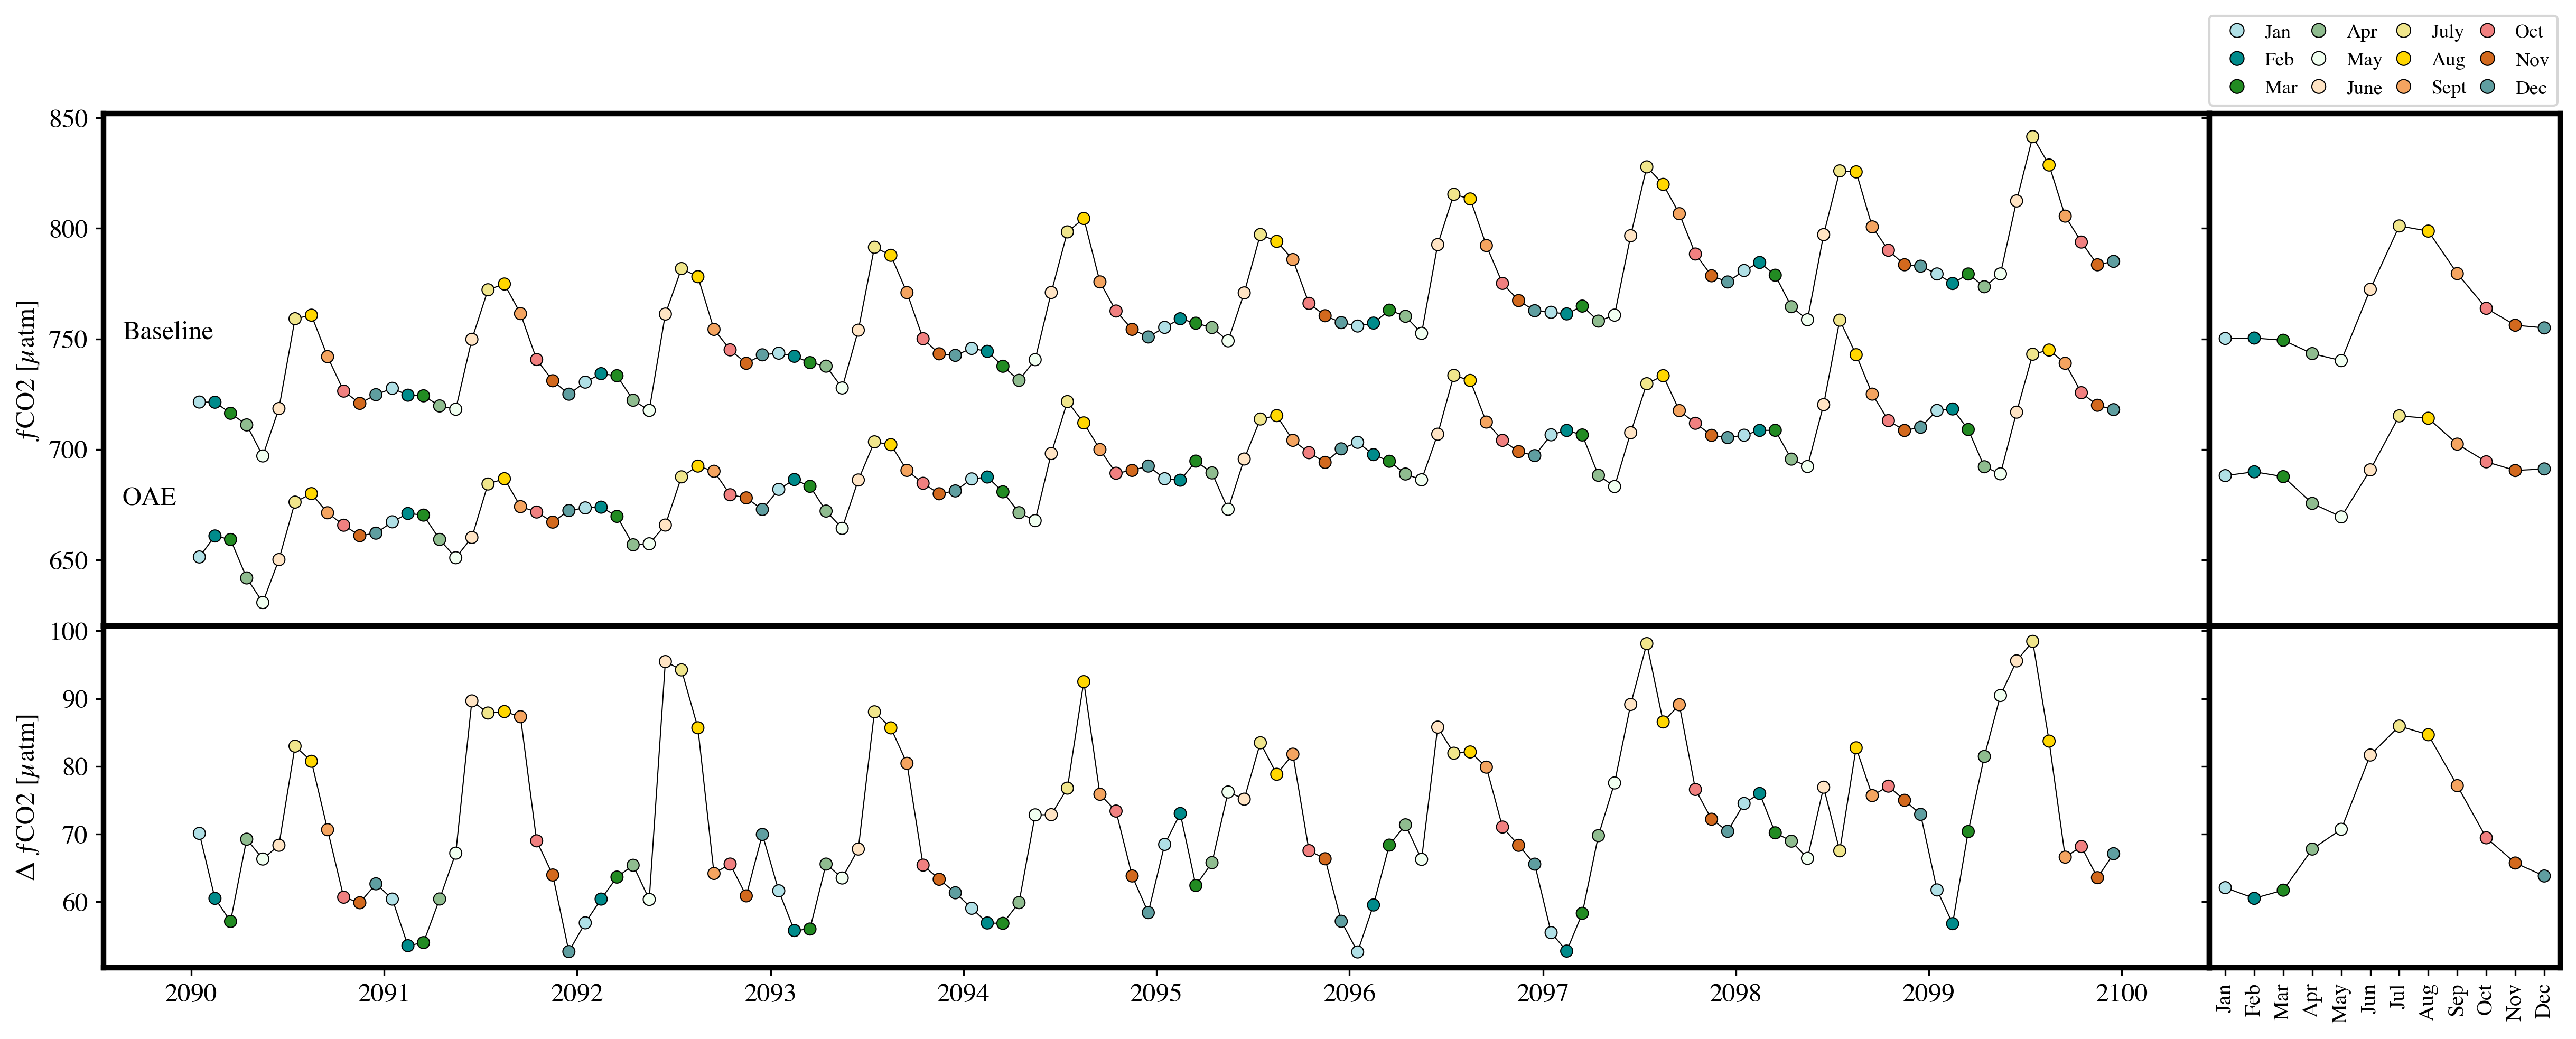 Jan Apr July Oct
Feb May Aug Nov
Mar June Sept Dec
850
800
750
700
650
fCO2 [μatm]
Baseline
OAE
100
90
80
70
60
Δ fCO2 [μatm]
2090 2091 2092 2093 2094 2095 2096 2097 2098 2099 2100
Jan Feb Mar Apr May Jun Jul Aug Sep Oct Nov Dec